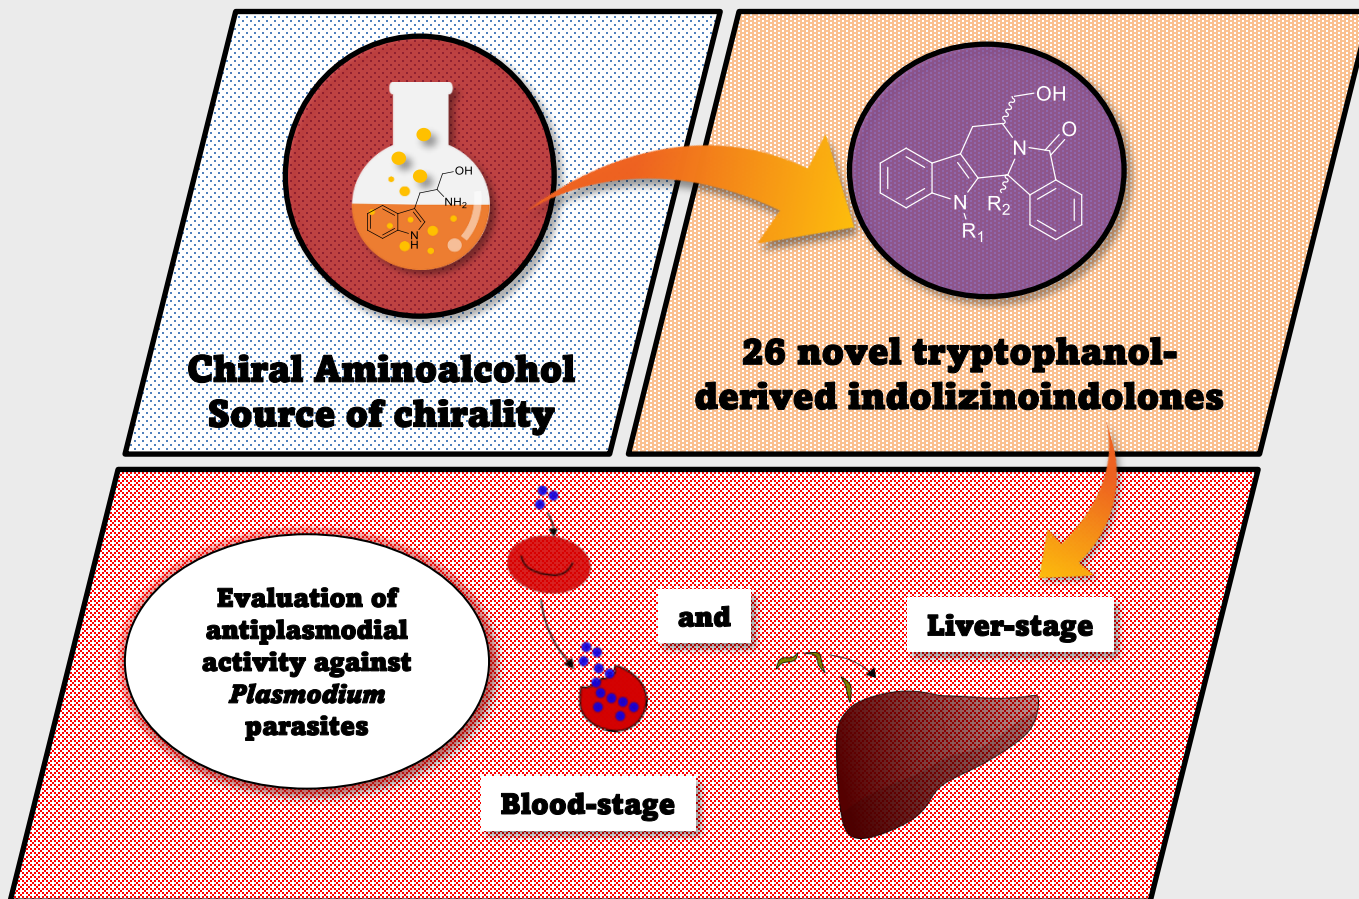 OH
NH₂
N
H
Chiral Aminoalcohol
Source of chirality
OH
O
N
N
R₂
R₁
26 novel tryptophanol-
derived indolizinoindolones
Evaluation of
antiplasmodial
activity against
Plasmodium
parasites
and
Liver-stage
Blood-stage